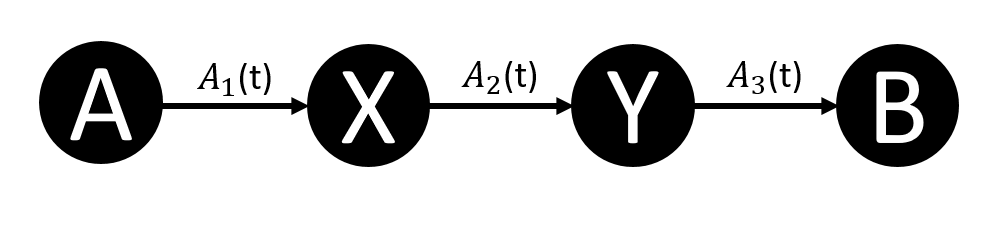 A A₁(t) X A₂(t) Y A₃(t) B